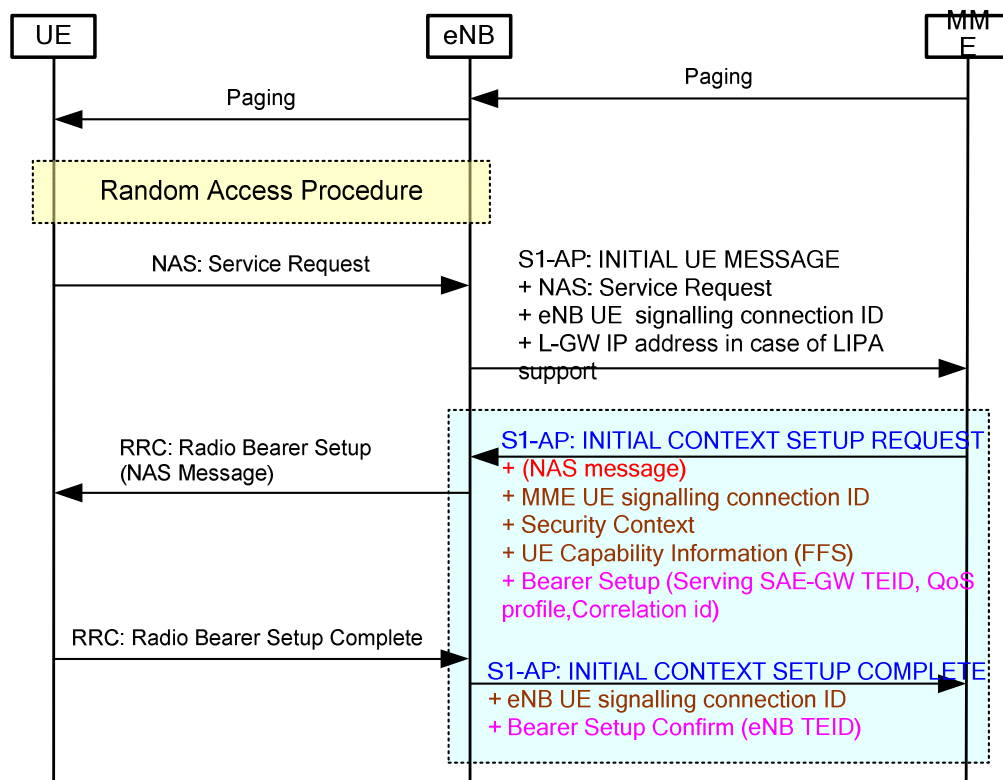 UE
eNB
MM
E
Paging
Paging
Random Access Procedure
NAS: Service Request
S1-AP: INITIAL UE MESSAGE
+ NAS: Service Request
+ eNB UE signalling connection ID
+ L-GW IP address in case of LIPA
support
S1-AP: INITIAL CONTEXT SETUP REQUEST
+ (NAS message)
+ MME UE signalling connection ID
+ Security Context
+ UE Capability Information (FFS)
+ Bearer Setup (Serving SAE-GW TEID, QoS
profile,Correlation id)
RRC: Radio Bearer Setup
(NAS Message)
RRC: Radio Bearer Setup Complete
S1-AP: INITIAL CONTEXT SETUP COMPLETE
+ eNB UE signalling connection ID
+ Bearer Setup Confirm (eNB TEID)